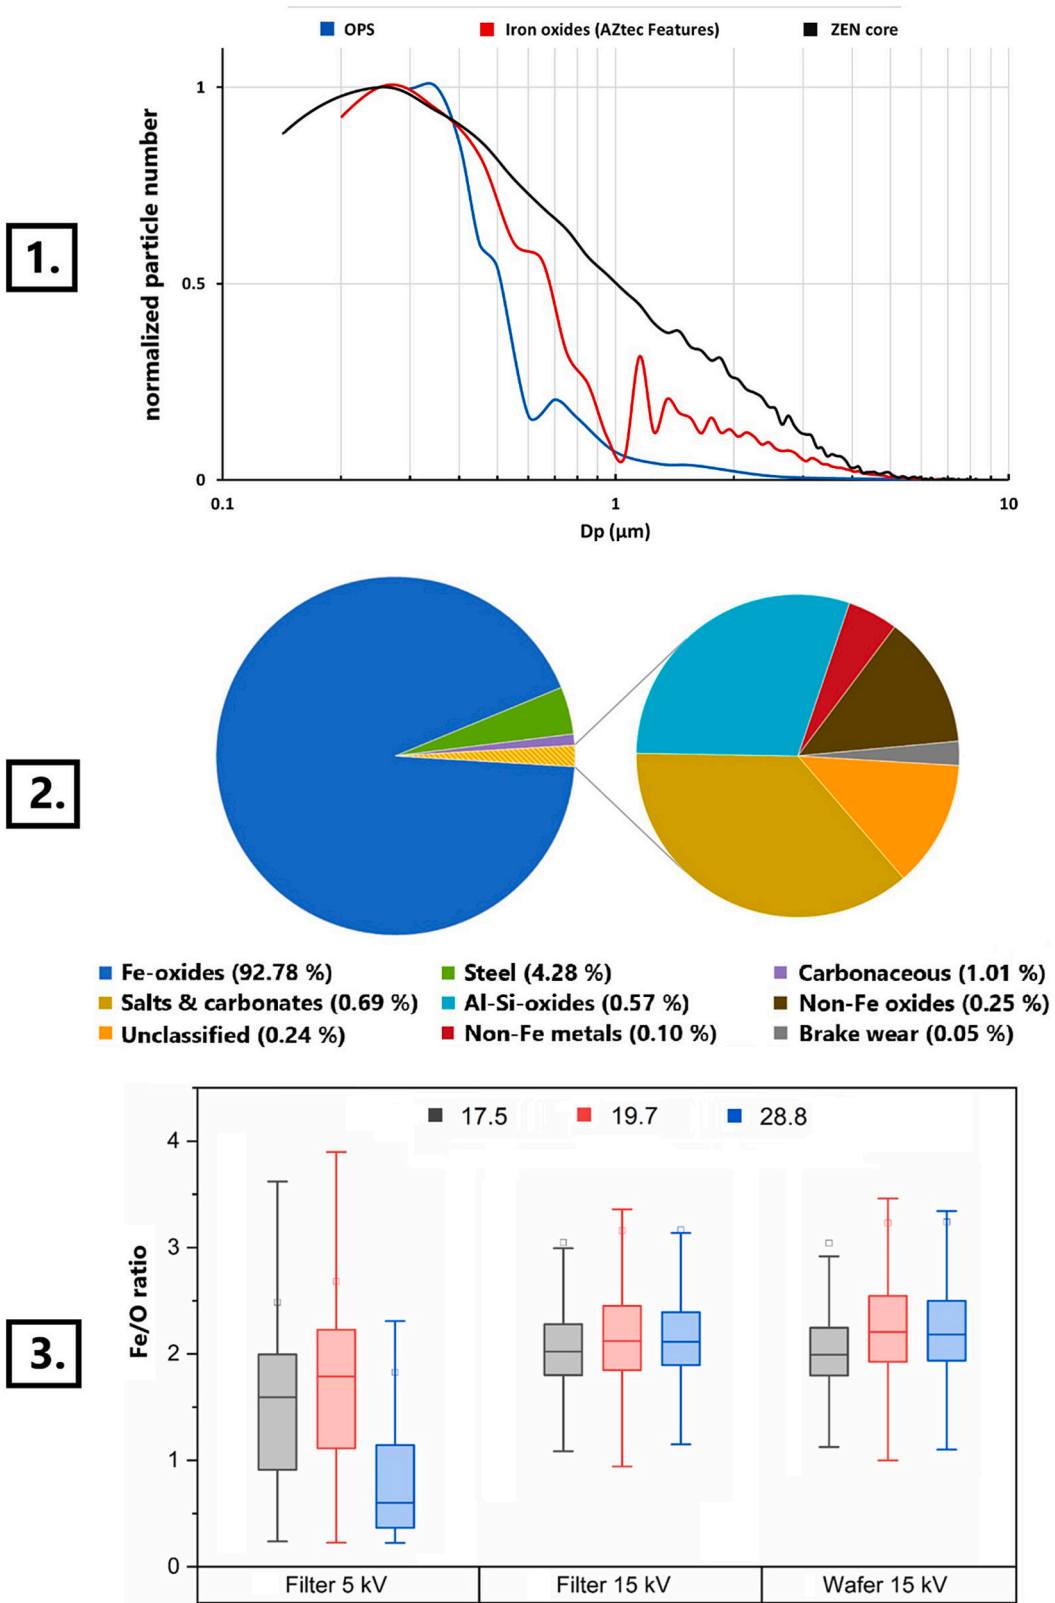 OPS Iron oxides (AZtec Features) ZEN core
1.
normalized particle number
1
0.5
0
0.1 1 10
Dp (µm)
2.
Fe-oxides (92.78 %) Steel (4.28 %) Carbonaceous (1.01 %)
Salts & carbonates (0.69 %) Al-Si-oxides (0.57 %) Non-Fe oxides (0.25 %)
Unclassified (0.24 %) Non-Fe metals (0.10 %) Brake wear (0.05 %)
3.
17.5 19.7 28.8
Fe/O ratio
4
3
2
1
0
Filter 5 kV Filter 15 kV Wafer 15 kV